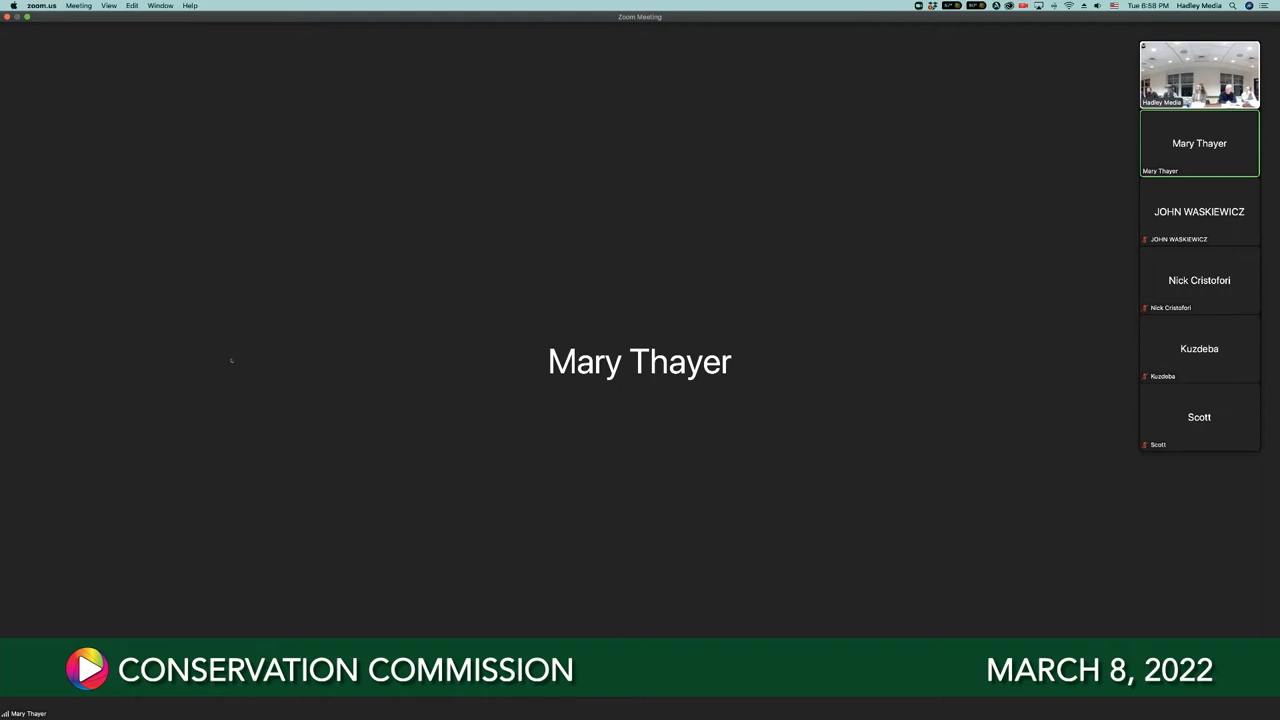 zoom.us Meeting View Edit Window Help
Tue 6:58 PM Hadley Media
Zoom Meeting
Hadley Media
Mary Thayer
Mary Thayer
JOHN WASKIEWICZ
JOHN WASKIEWICZ
Nick Cristofori
Nick Cristofori
Kuzdeba
Kuzdeba
Scott
Scott
Mary Thayer
CONSERVATION COMMISSION
MARCH 8, 2022
Mary Thayer